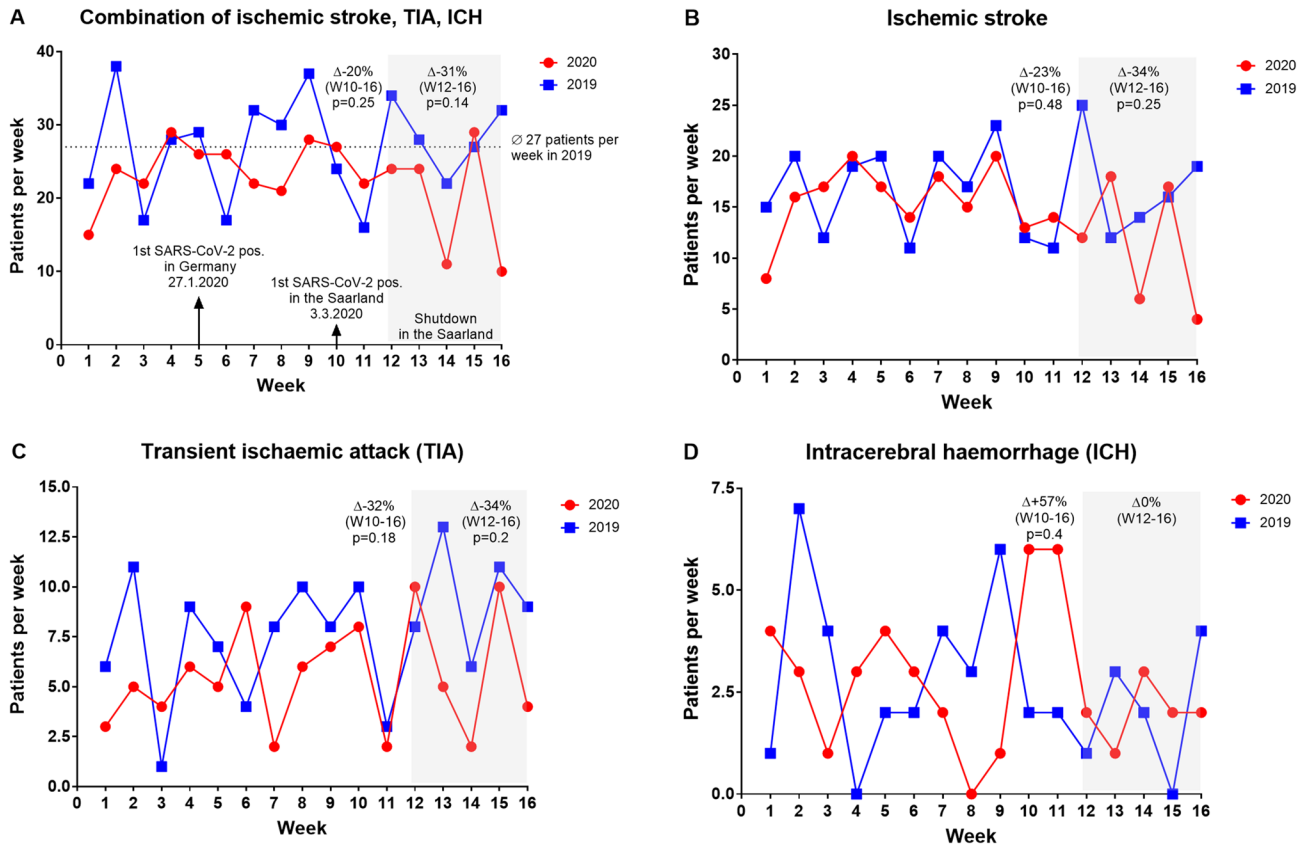 A
Combination of ischemic stroke, TIA, ICH
Patients per week
40
30
20
10
0
Δ-20%
(W10-16)
p=0.25
Δ-31%
(W12-16)
p=0.14
2020
2019
∅ 27 patients per
week in 2019
1st SARS-CoV-2 pos.
in Germany
27.1.2020
1st SARS-CoV-2 pos.
in the Saarland
3.3.2020
Shutdown
in the Saarland
0 1 2 3 4 5 6 7 8 9 10 11 12 13 14 15 16
Week
B
Ischemic stroke
Patients per week
30
25
20
15
10
5
0
Δ-23%
(W10-16)
p=0.48
Δ-34%
(W12-16)
p=0.25
2020
2019
0 1 2 3 4 5 6 7 8 9 10 11 12 13 14 15 16
Week
C
Transient ischaemic attack (TIA)
Patients per week
15.0
12.5
10.0
7.5
5.0
2.5
0.0
Δ-32%
(W10-16)
p=0.18
Δ-34%
(W12-16)
p=0.2
2020
2019
0 1 2 3 4 5 6 7 8 9 10 11 12 13 14 15 16
Week
D
Intracerebral haemorrhage (ICH)
Patients per week
7.5
5.0
2.5
0.0
Δ+57%
(W10-16)
p=0.4
Δ0%
(W12-16)
2020
2019
0 1 2 3 4 5 6 7 8 9 10 11 12 13 14 15 16
Week